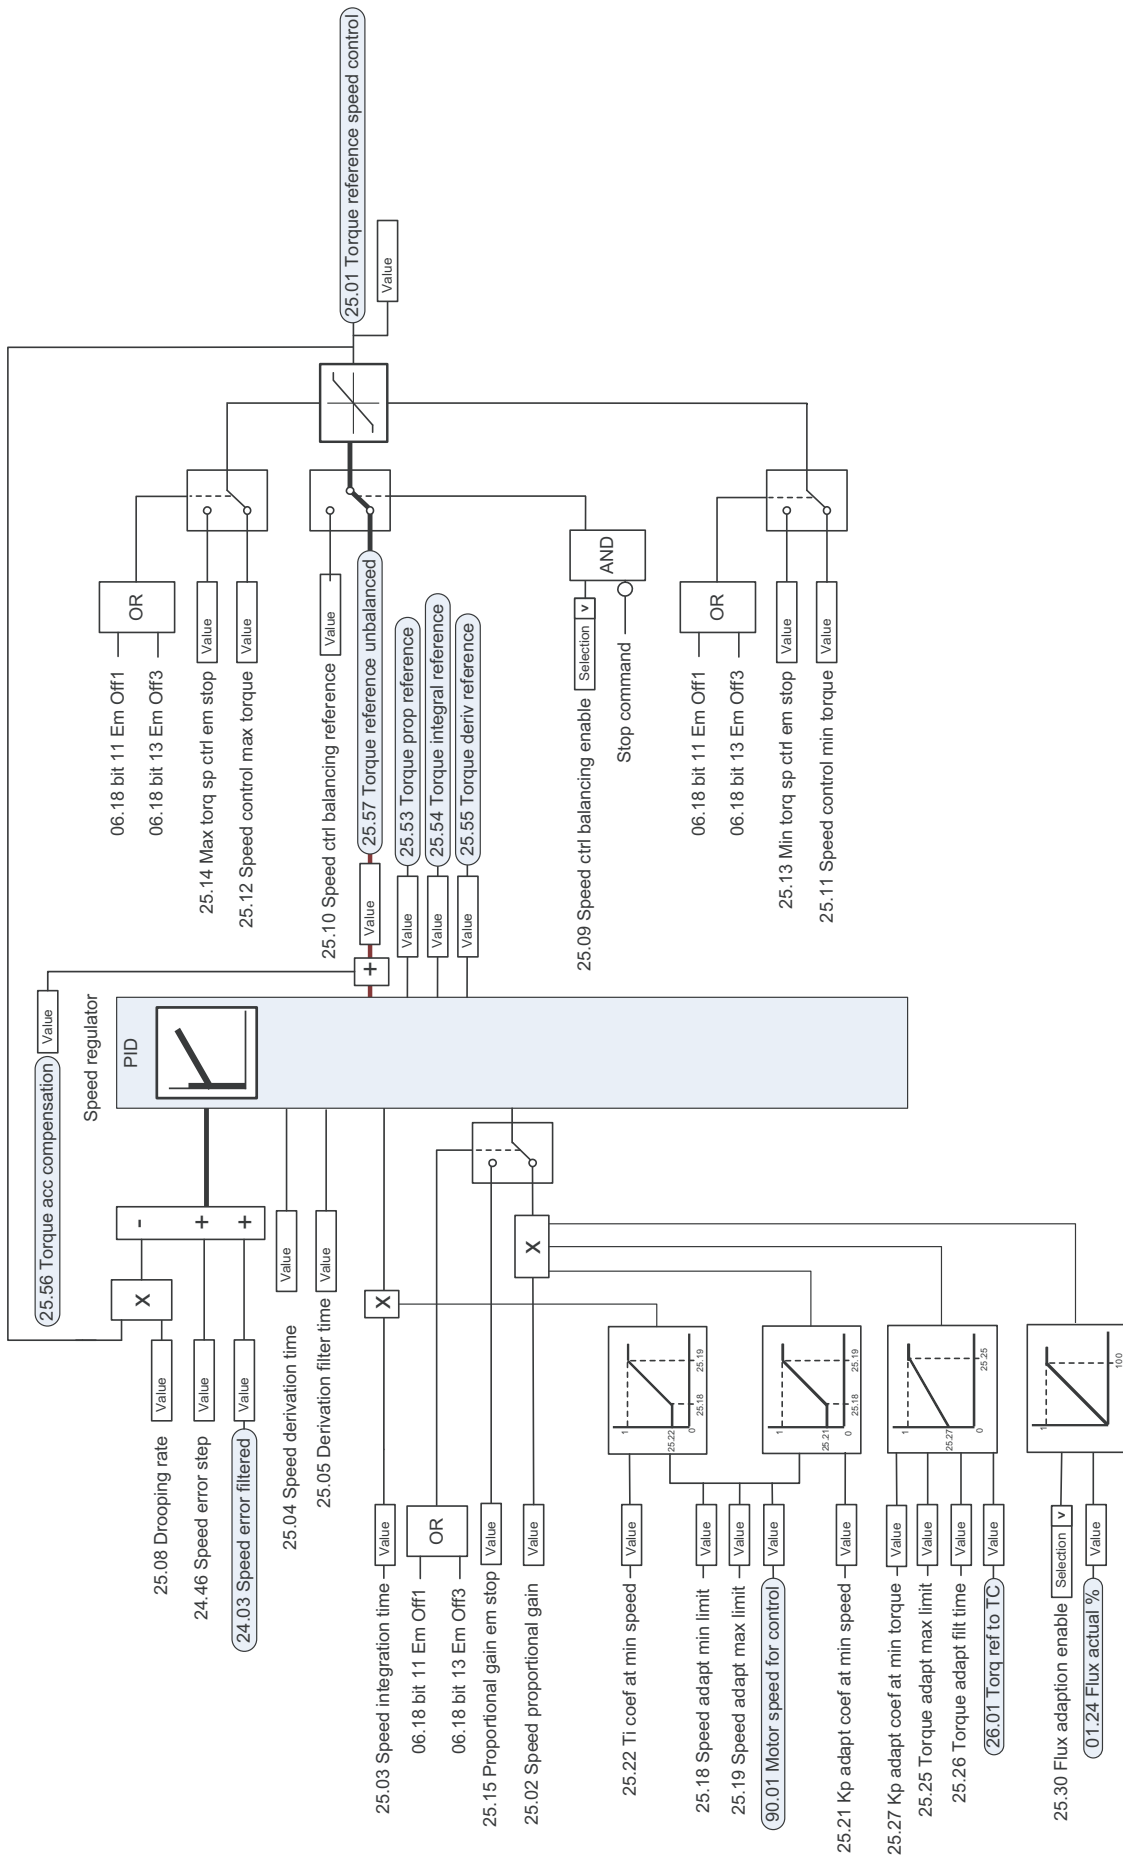 25.56 Torque acc compensation
Value
Speed regulator
PID
25.08 Drooping rate
Value
X
-
24.46 Speed error step
Value
+
24.03 Speed error filtered
Value
+
25.04 Speed derivation time
Value
25.05 Derivation filter time
Value
25.03 Speed integration time
Value
X
06.18 bit 11 Em Off1
06.18 bit 13 Em Off3
OR
25.15 Proportional gain em stop
Value
25.02 Speed proportional gain
Value
X
25.22 Ti coef at min speed
Value
1
25.22
0
25.18
25.19
25.18 Speed adapt min limit
Value
25.19 Speed adapt max limit
Value
90.01 Motor speed for control
Value
25.21 Kp adapt coef at min speed
Value
1
25.21
0
25.18
25.19
25.27 Kp adapt coef at min torque
Value
25.25 Torque adapt max limit
Value
25.26 Torque adapt filt time
Value
26.01 Torq ref to TC
Value
1
25.27
0
25.25
25.30 Flux adaption enable
Selection
v
01.24 Flux actual %
Value
1
0
100
+
Value
25.57 Torque reference unbalanced
Value
25.53 Torque prop reference
Value
25.54 Torque integral reference
Value
25.55 Torque deriv reference
06.18 bit 11 Em Off1
06.18 bit 13 Em Off3
OR
25.14 Max torq sp ctrl em stop
Value
25.12 Speed control max torque
Value
25.10 Speed ctrl balancing reference
Value
25.09 Speed ctrl balancing enable
Selection
v
Stop command
AND
06.18 bit 11 Em Off1
06.18 bit 13 Em Off3
OR
25.13 Min torq sp ctrl em stop
Value
25.11 Speed control min torque
Value
25.01 Torque reference speed control
Value